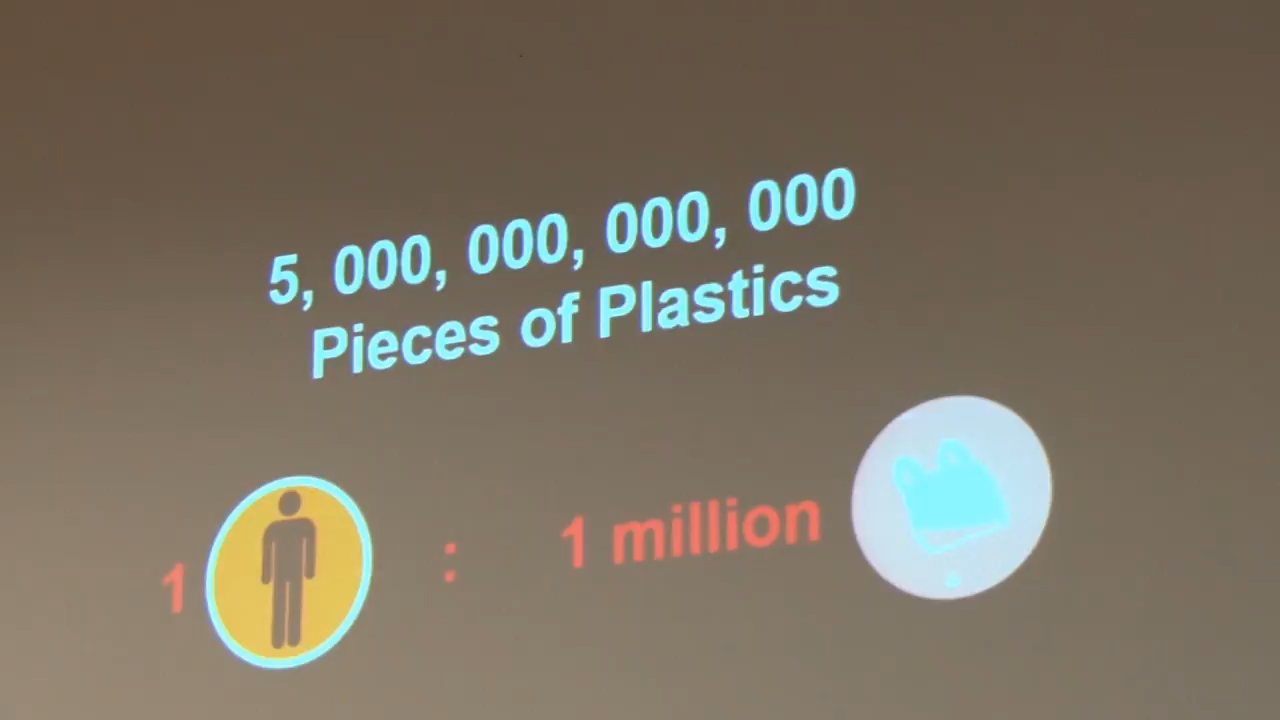 5, 000, 000, 000, 000
Pieces of Plastics
1 : 1 million